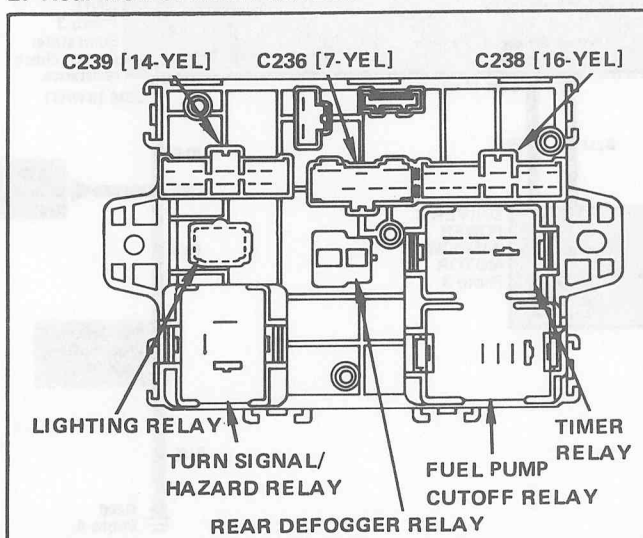 C239 [14-YEL] C236 [7-YEL] C238 [16-YEL]
LIGHTING RELAY
TURN SIGNAL/
HAZARD RELAY
REAR DEFOGGER RELAY
FUEL PUMP
CUTOFF RELAY
TIMER
RELAY